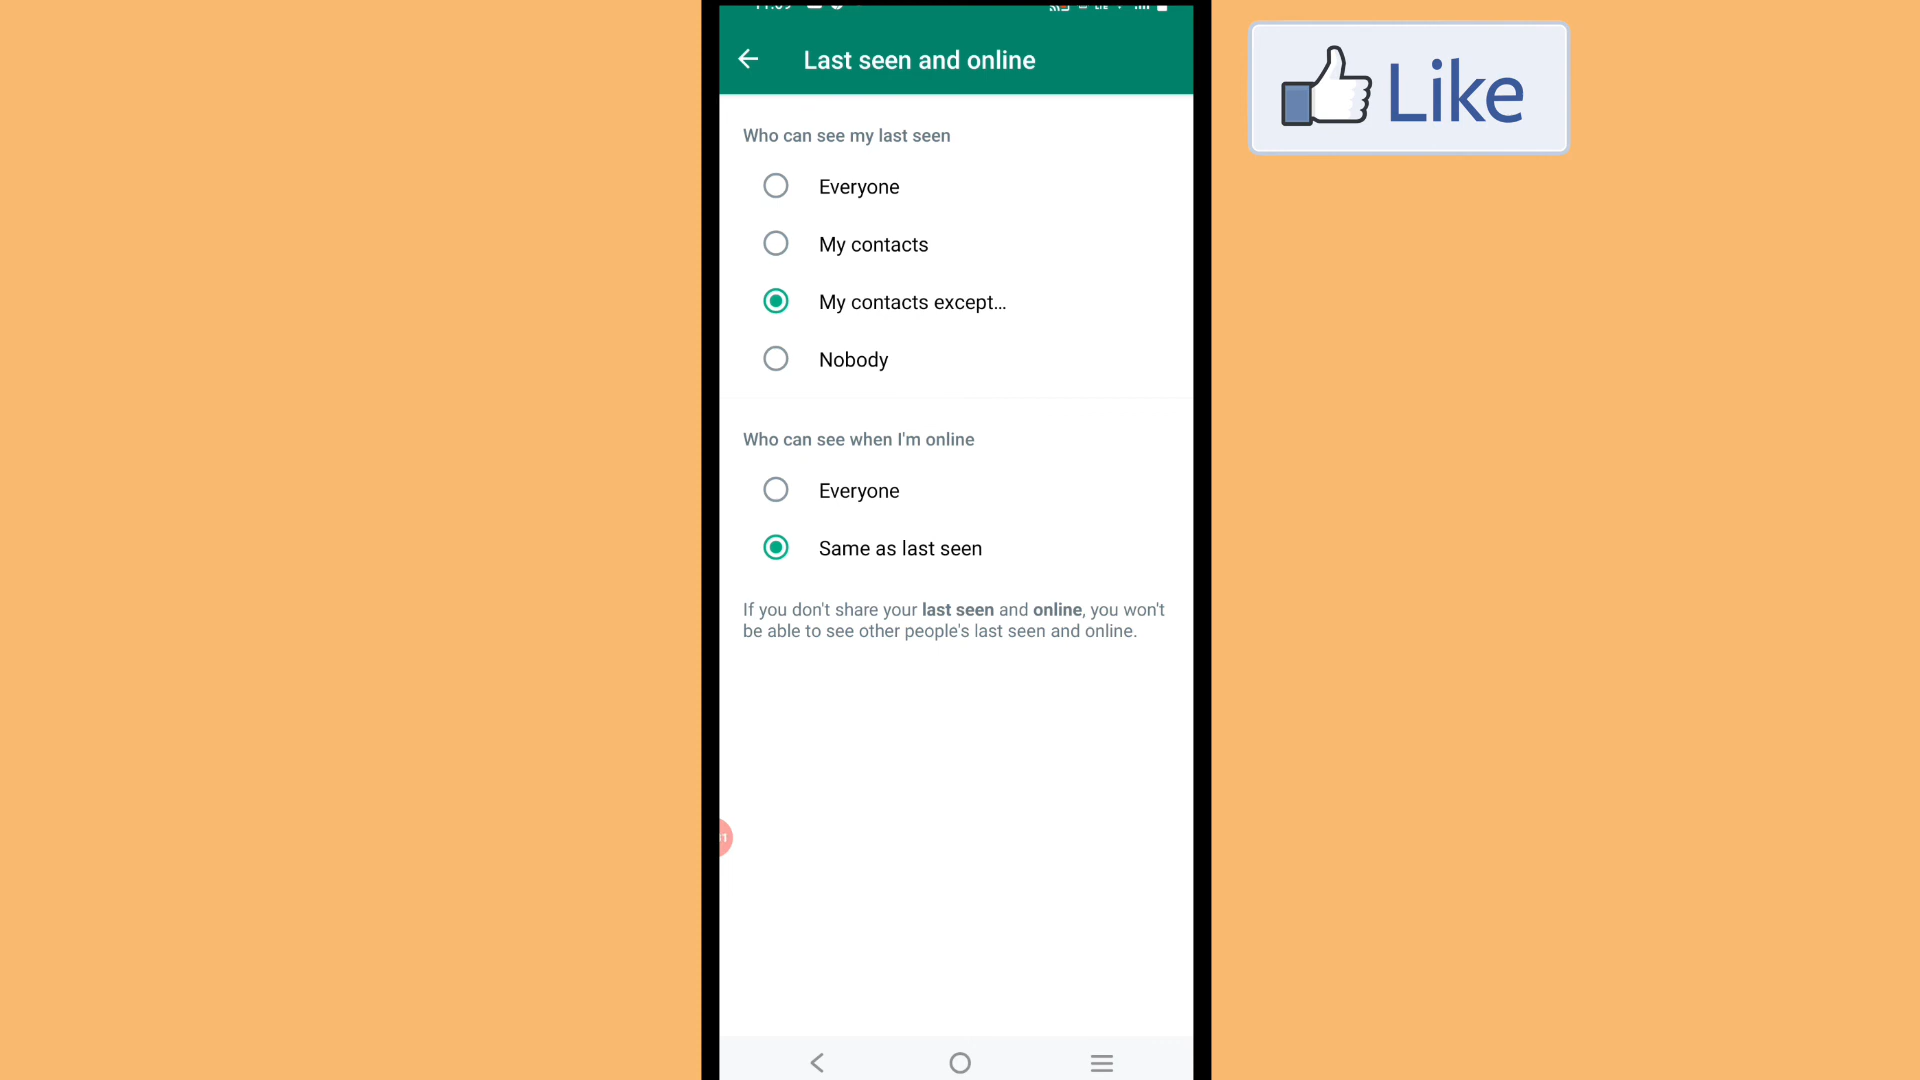 Last seen and online
Like
Who can see my last seen
Everyone
My contacts
My contacts except...
Nobody
Who can see when I'm online
Everyone
Same as last seen
If you don't share your last seen and online, you won't
be able to see other people's last seen and online.